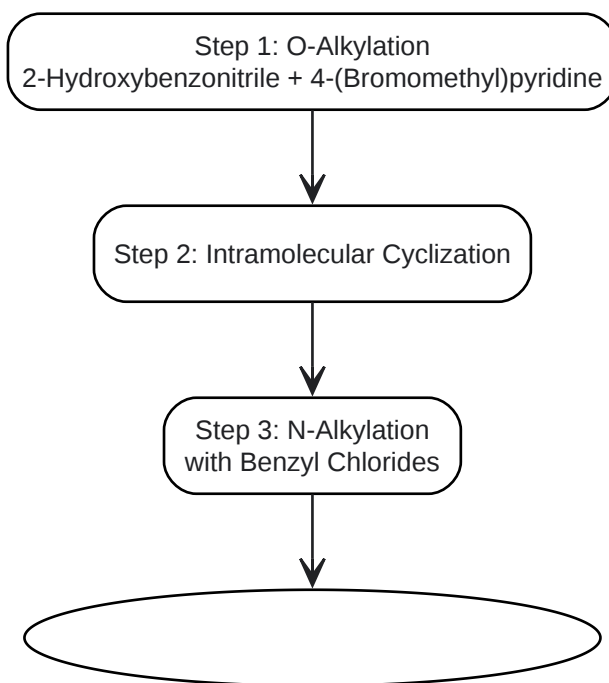 Step 1: O-Alkylation
2-Hydroxybenzonitrile + 4-(Bromomethyl)pyridine
Step 2: Intramolecular Cyclization
Step 3: N-Alkylation
with Benzyl Chlorides